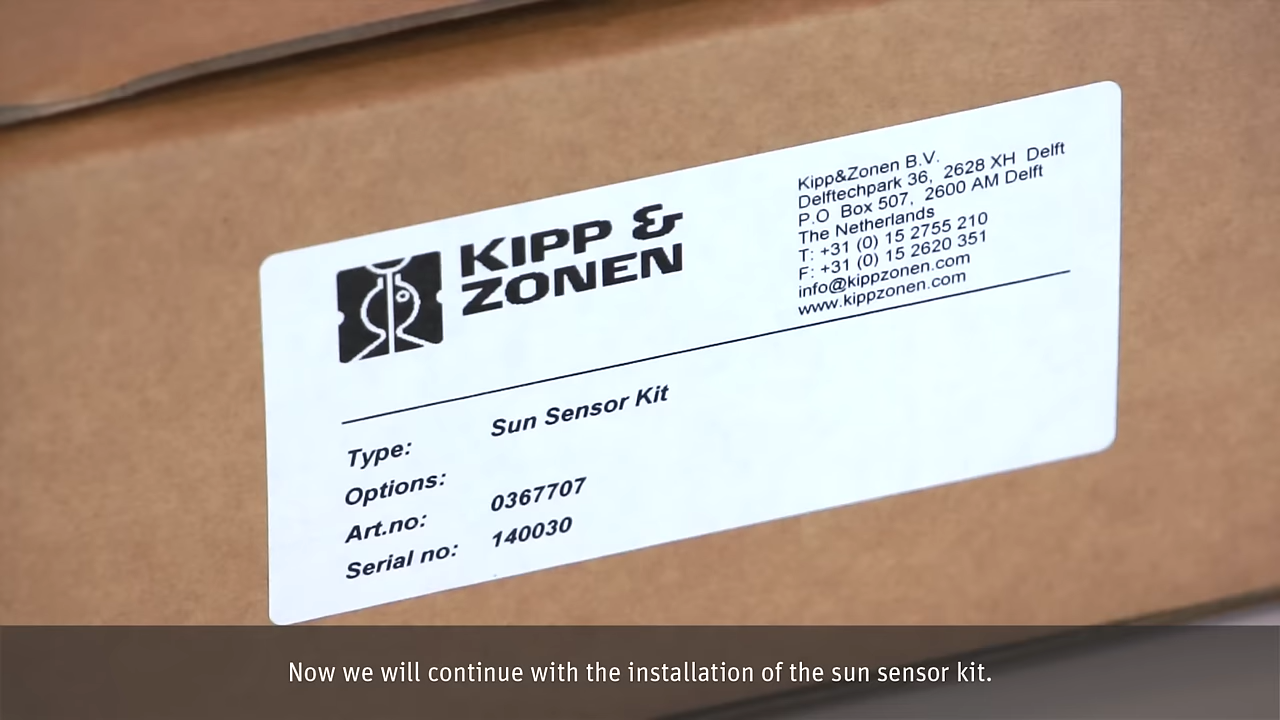 KIPP &
ZONEN
Kipp&Zonen B.V.
Delftechpark 36, 2628 XH Delft
P.O Box 507, 2600 AM Delft
The Netherlands
T: +31 (0) 15 2755 210
F: +31 (0) 15 2620 351
info@kippzonen.com
www.kippzonen.com
Type: Sun Sensor Kit
Options:
Art.no: 0367707
Serial no: 140030
Now we will continue with the installation of the sun sensor kit.